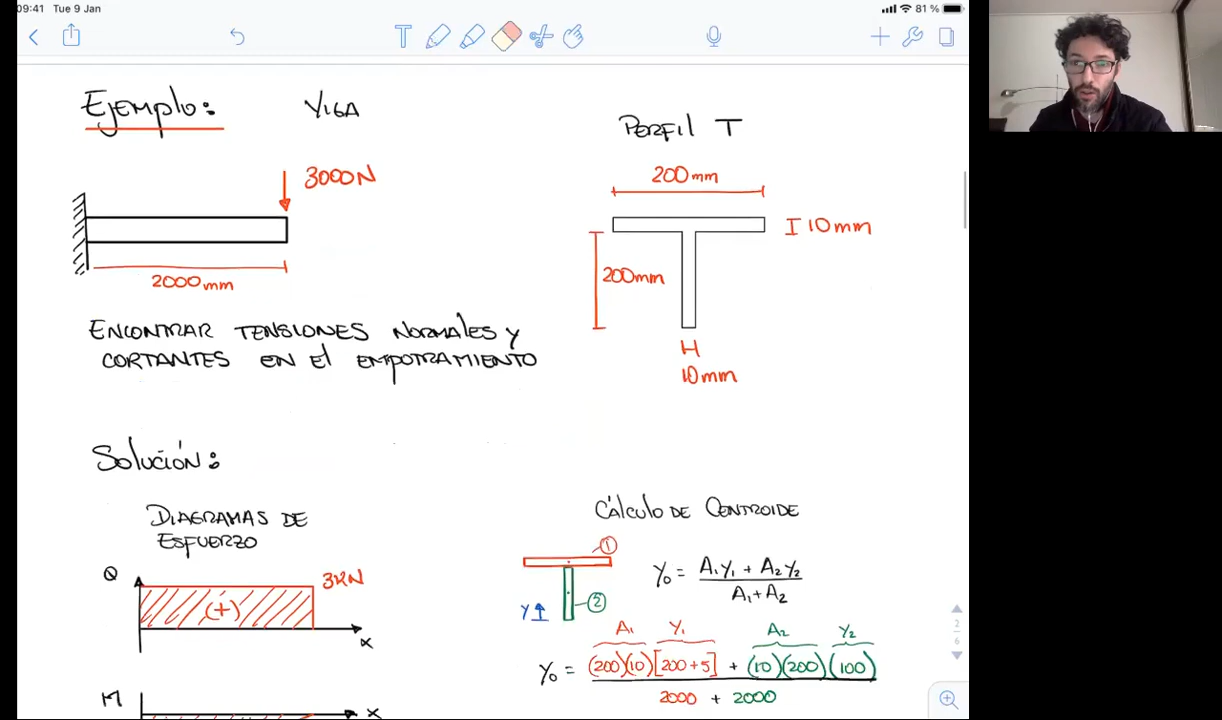 09:41 Tue 9 Jan
81 %
T
Ejemplo:
VIGA
PERFIL T
3000N
200mm
10mm
200mm
2000mm
10mm
ENCONTRAR TENSIONES NORMALES Y
CORTANTES EN El EMPOTRAMIENTO
Solución:
DIAGRAMAS DE
ESFUERZO
Q
3kN
(+)
x
M
x
CÁlculo DE CENTROIDE
1
2
Y
Y₀ = A₁Y₁ + A₂Y₂
A₁+A₂
A₁ Y₁ A₂ Y₂
Y₀ = (200)(10)[200+5] + (10)(200)(100)
2000 + 2000
2
6